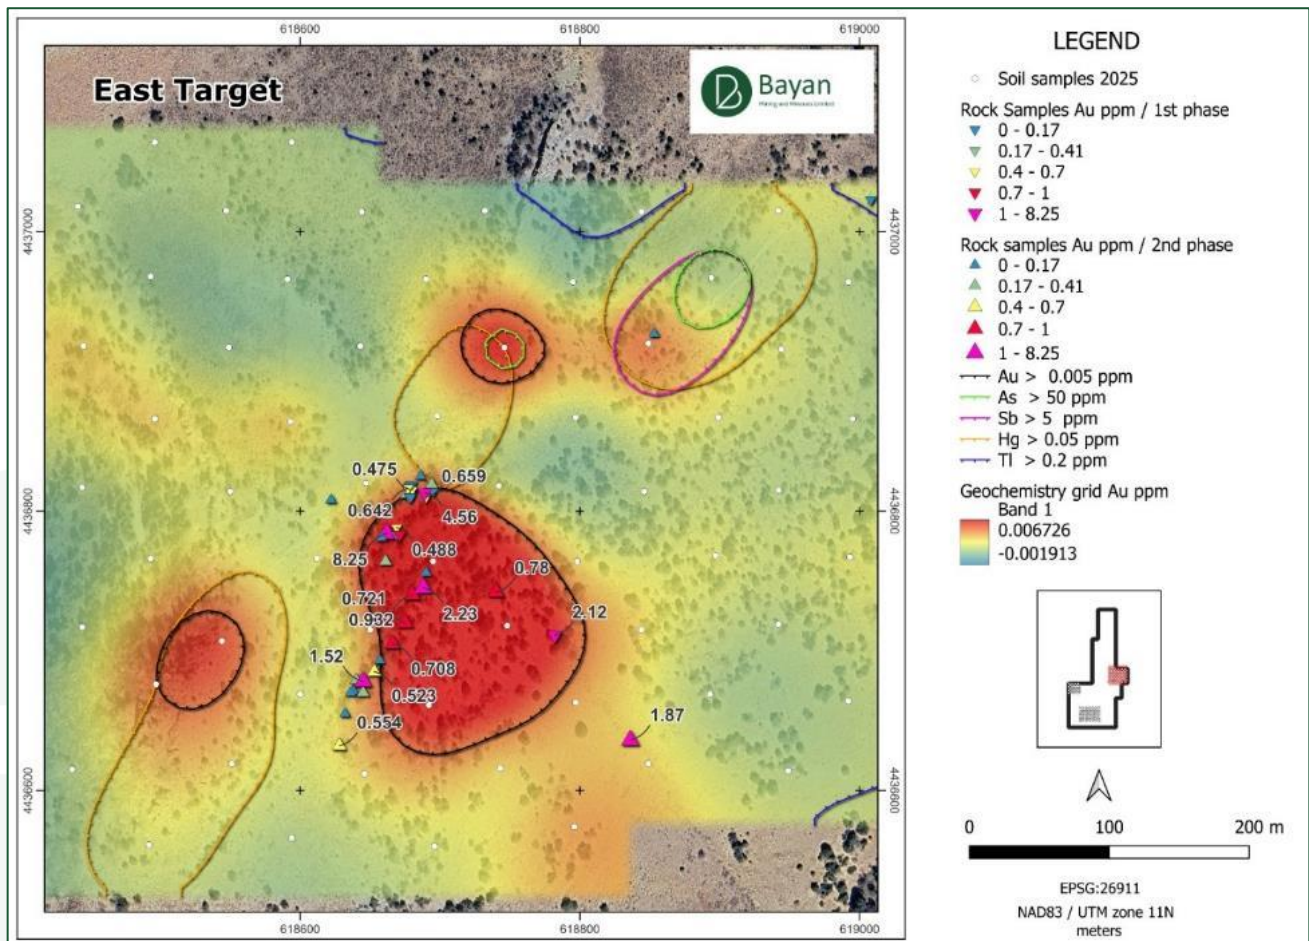 618600
618800
619000
East Target
Bayan
Mining and Minerals Limited
4437000
4437000
4436800
4436800
4436600
4436600
0.475
0.659
0.642
4.56
0.488
8.25
0.78
0.721
2.23
0.932
2.12
1.52
0.708
0.523
0.554
1.87
618600
618800
619000
LEGEND
Soil samples 2025
Rock Samples Au ppm / 1st phase
0 - 0.17
0.17 - 0.41
0.4 - 0.7
0.7 - 1
1 - 8.25
Rock samples Au ppm / 2nd phase
0 - 0.17
0.17 - 0.41
0.4 - 0.7
0.7 - 1
1 - 8.25
Au > 0.005 ppm
As > 50 ppm
Sb > 5 ppm
Hg > 0.05 ppm
Tl > 0.2 ppm
Geochemistry grid Au ppm
Band 1
0.006726
-0.001913
0 100 200 m
EPSG:26911
NAD83 / UTM zone 11N
meters